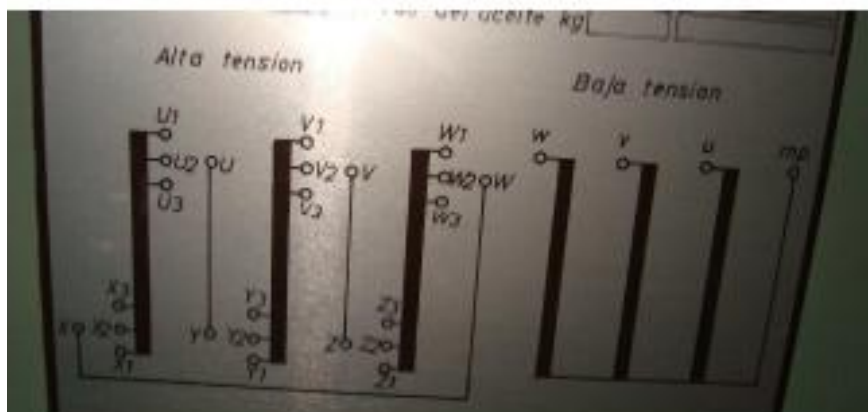 del aceite kg
Alta tension
Baja tension
U1
U2
U
U3
V1
V2
V
V3
W1
W2
W
W3
w
v
u
mp
X3
X
X2
X1
Y3
Y
Y2
Y1
Z3
Z
Z2
Z1